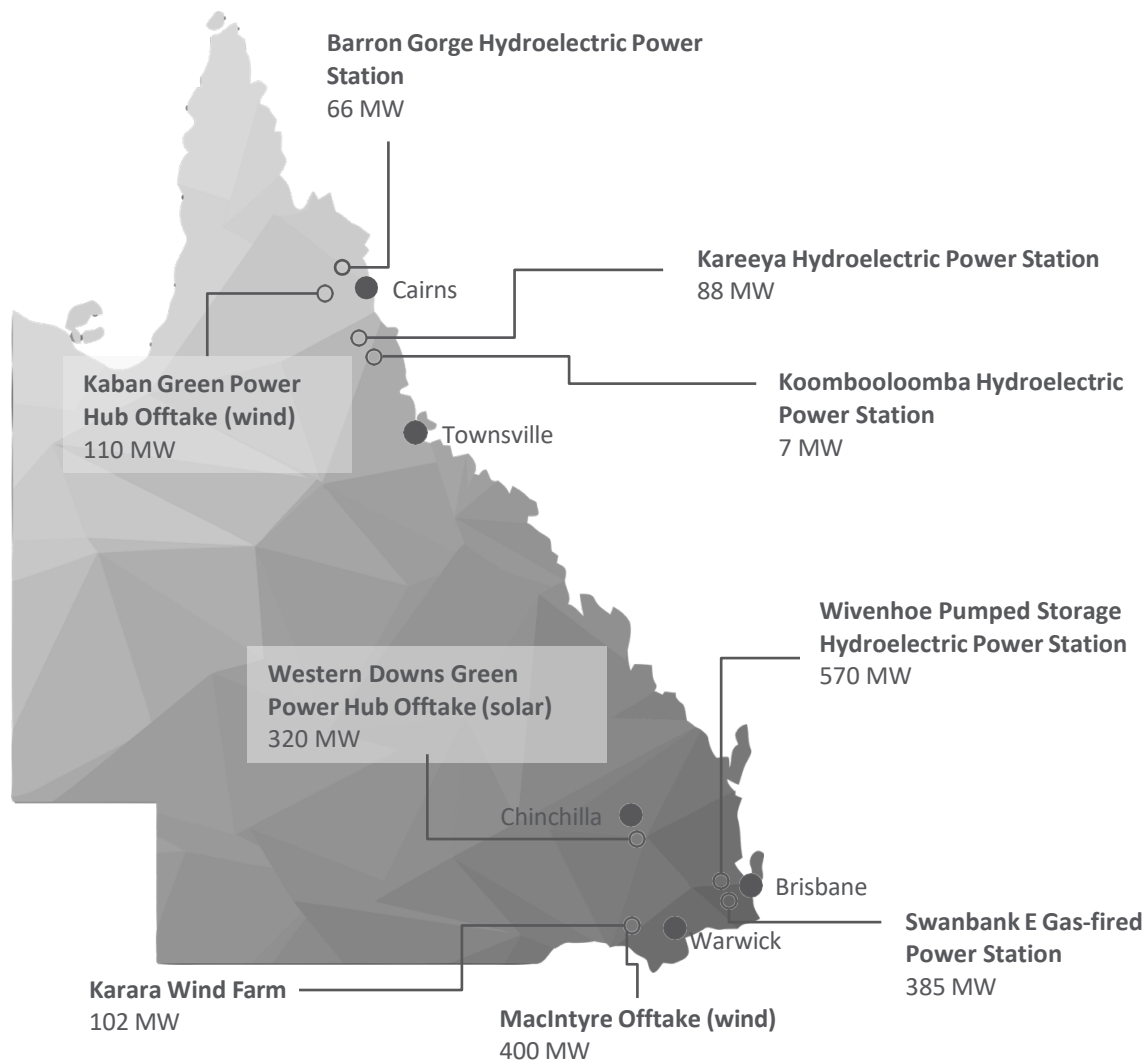 Barron Gorge Hydroelectric Power
Station
66 MW
Kareeya Hydroelectric Power Station
88 MW
Cairns
Kaban Green Power
Hub Offtake (wind)
110 MW
Koombooloomba Hydroelectric
Power Station
7 MW
Townsville
Wivenhoe Pumped Storage
Hydroelectric Power Station
570 MW
Western Downs Green
Power Hub Offtake (solar)
320 MW
Chinchilla
Brisbane
Swanbank E Gas-fired
Power Station
385 MW
Warwick
Karara Wind Farm
102 MW
MacIntyre Offtake (wind)
400 MW